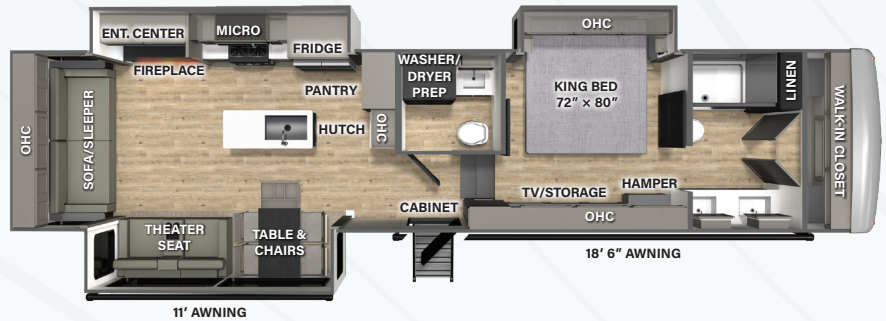 ENT. CENTER
MICRO
FRIDGE
FIREPLACE
OHC
SOFA/SLEEPER
PANTRY
HUTCH
OHC
WASHER/
DRYER
PREP
OHC
KING BED
72” × 80”
LINEN
WALK-IN CLOSET
THEATER
SEAT
TABLE &
CHAIRS
CABINET
TV/STORAGE
HAMPER
OHC
18’ 6” AWNING
11’ AWNING